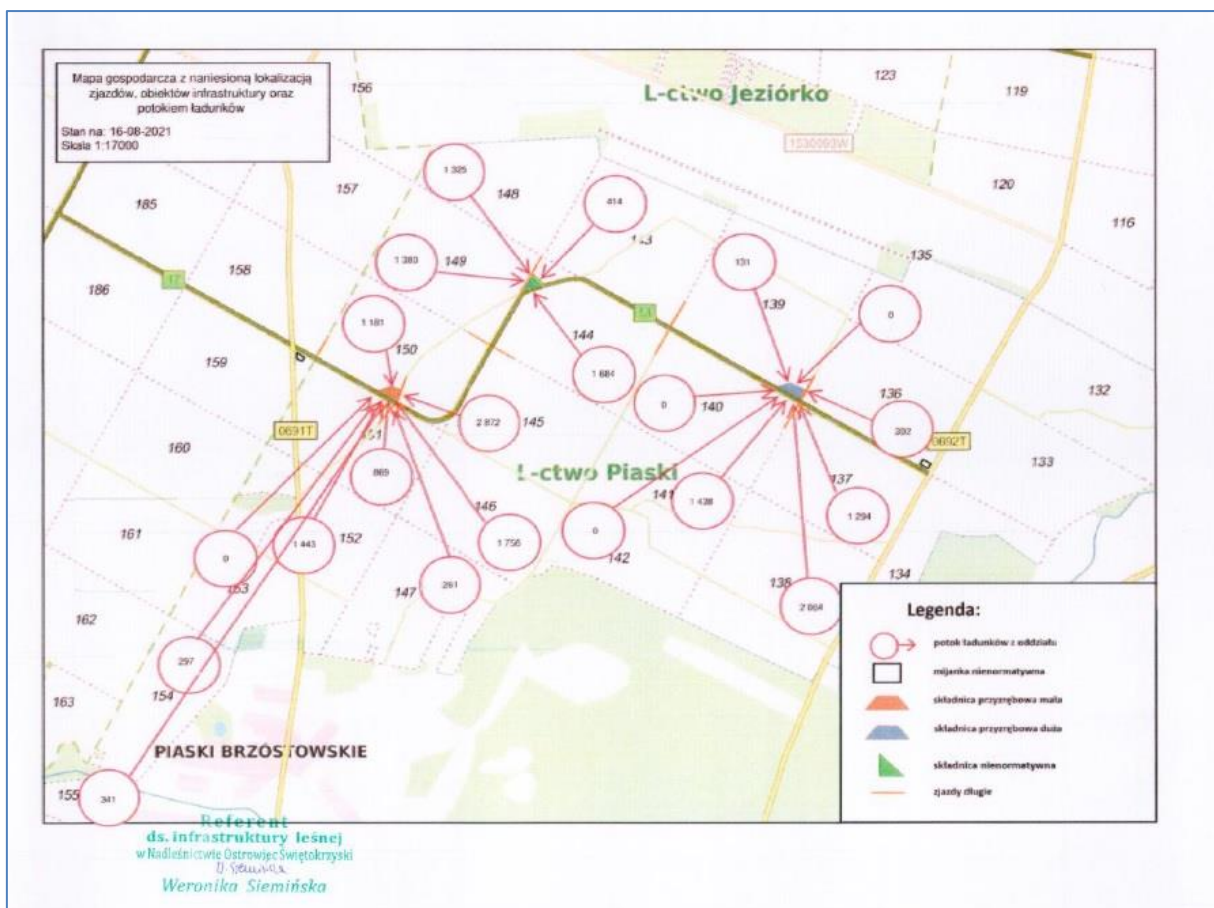 Mapa gospodarcza z naniesioną lokalizacją
zjazdów, obiektów infrastruktury oraz
potokiem ładunków
Stan na: 16-08-2021
Skala 1:17000
156
L-ctwo Jeziórko
123
119
1530093W
120
116
157
1 325
148
414
185
158
1 380
149
131
135
139
186
0
1 181
150
144
159
1 684
0
140
136
132
0691T
2 872
145
392
0692T
133
160
869
L-ctwo Piaski
141
137
161
152
146
1 438
1 294
0
1 443
1 756
0
142
153
147
261
138
134
162
2 064
297
154
163
PIASKI BRZÓSTOWSKIE
155
341
Legenda:
potok ładunków z oddziału
mijanka nienormatywna
składnica przyzrębowa mała
składnica przyzrębowa duża
składnica nienormatywna
zjazdy długie
Referent
ds. infrastruktury leśnej
w Nadleśnictwie Ostrowiec Świętokrzyski
Weronika Siemińska